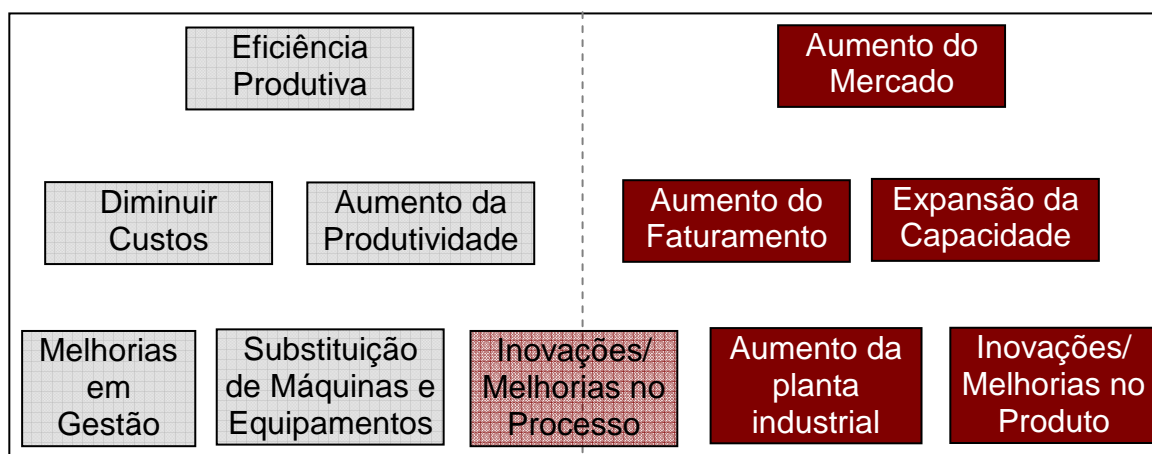 Eficiência
Produtiva
Aumento do
Mercado
Diminuir
Custos
Aumento da
Produtividade
Aumento do
Faturamento
Expansão da
Capacidade
Melhorias
em
Gestão
Substituição
de Máquinas e
Equipamentos
Inovações/
Melhorias no
Processo
Aumento da
planta
industrial
Inovações/
Melhorias no
Produto